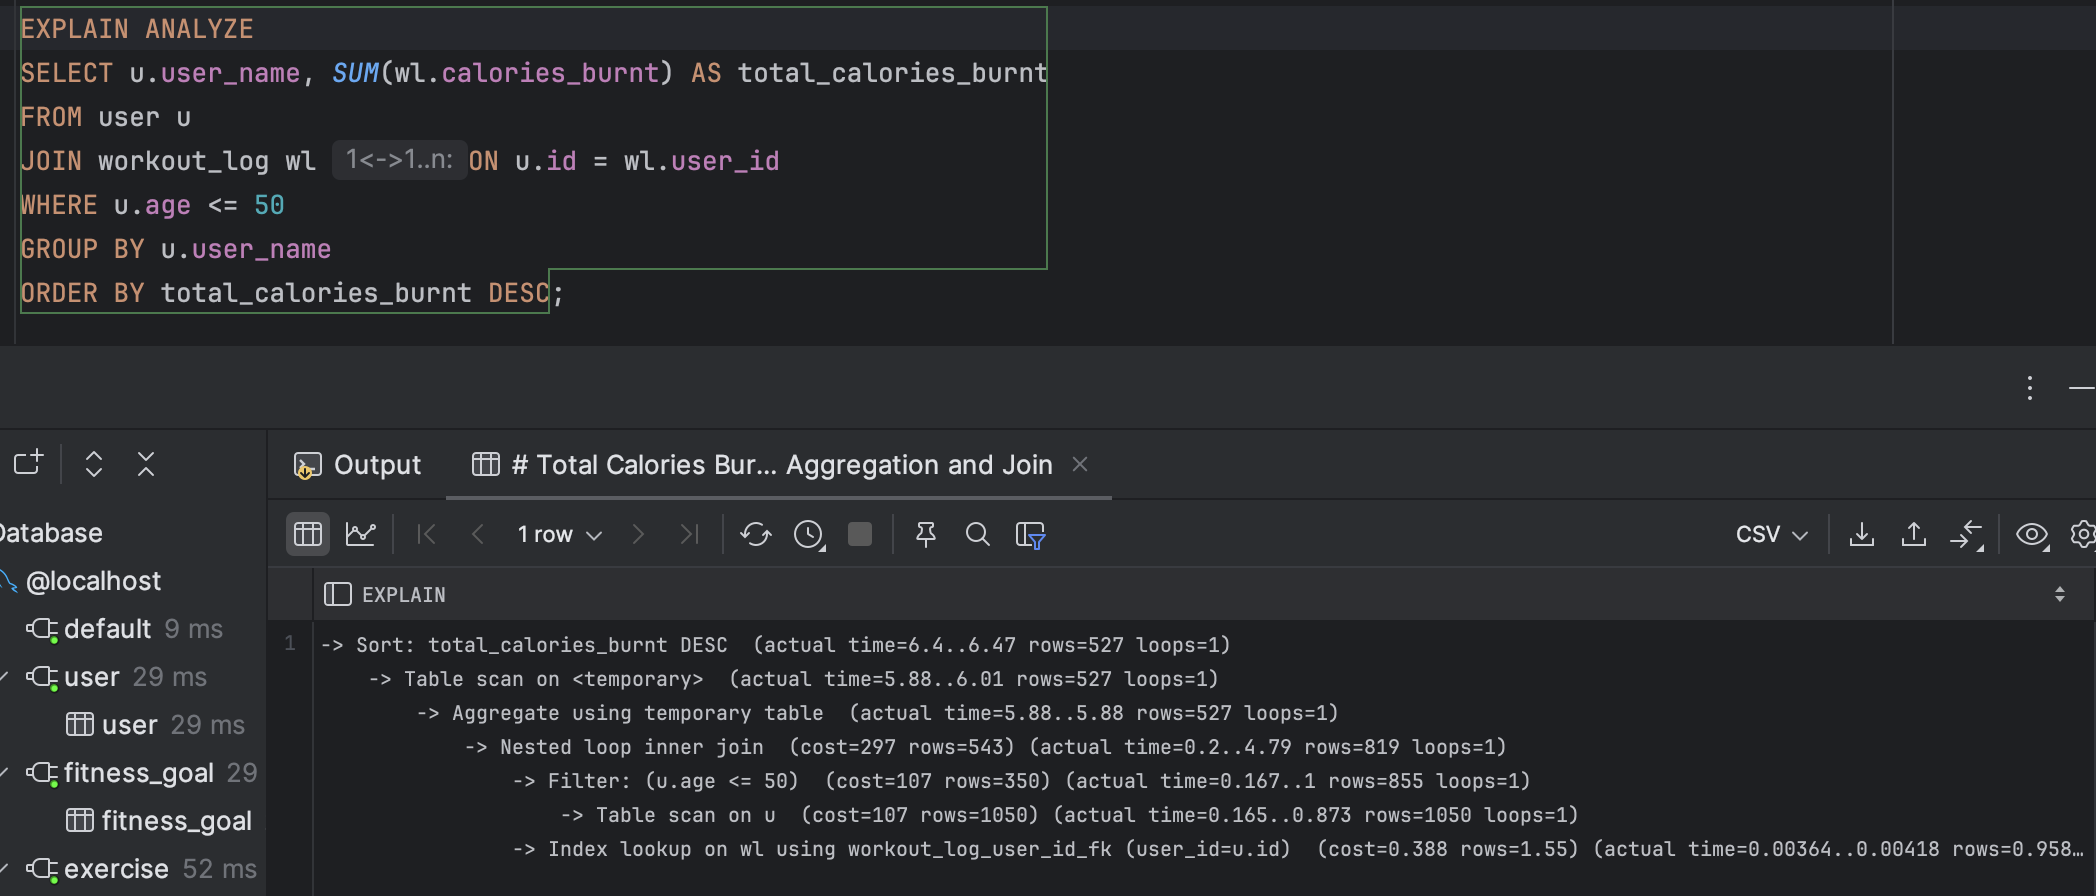 EXPLAIN ANALYZE
SELECT u.user_name, SUM(wl.calories_burnt) AS total_calories_burnt
FROM user u
JOIN workout_log wl 1<->1..n: ON u.id = wl.user_id
WHERE u.age <= 50
GROUP BY u.user_name
ORDER BY total_calories_burnt DESC;
Output
# Total Calories Bur... Aggregation and Join
1 row
CSV
Database
@localhost
default 9 ms
user 29 ms
user 29 ms
fitness_goal 29
fitness_goal
exercise 52 ms
EXPLAIN
1
-> Sort: total_calories_burnt DESC  (actual time=6.4..6.47 rows=527 loops=1)
-> Table scan on <temporary>  (actual time=5.88..6.01 rows=527 loops=1)
-> Aggregate using temporary table  (actual time=5.88..5.88 rows=527 loops=1)
-> Nested loop inner join  (cost=297 rows=543) (actual time=0.2..4.79 rows=819 loops=1)
-> Filter: (u.age <= 50)  (cost=107 rows=350) (actual time=0.167..1 rows=855 loops=1)
-> Table scan on u  (cost=107 rows=1050) (actual time=0.165..0.873 rows=1050 loops=1)
-> Index lookup on wl using workout_log_user_id_fk (user_id=u.id)  (cost=0.388 rows=1.55) (actual time=0.00364..0.00418 rows=0.958…